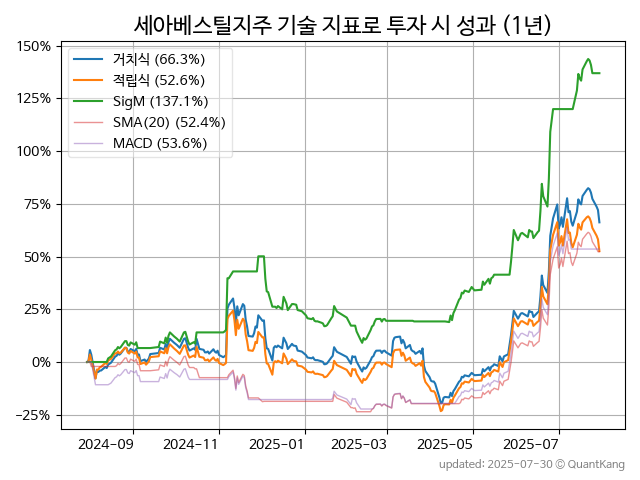 세아베스틸지주 기술 지표로 투자 시 성과 (1년)
150%
125%
100%
75%
50%
25%
0%
−25%
거치식 (66.3%)
적립식 (52.6%)
SigM (137.1%)
SMA(20) (52.4%)
MACD (53.6%)
2024-09
2024-11
2025-01
2025-03
2025-05
2025-07
updated: 2025-07-30 © QuantKang